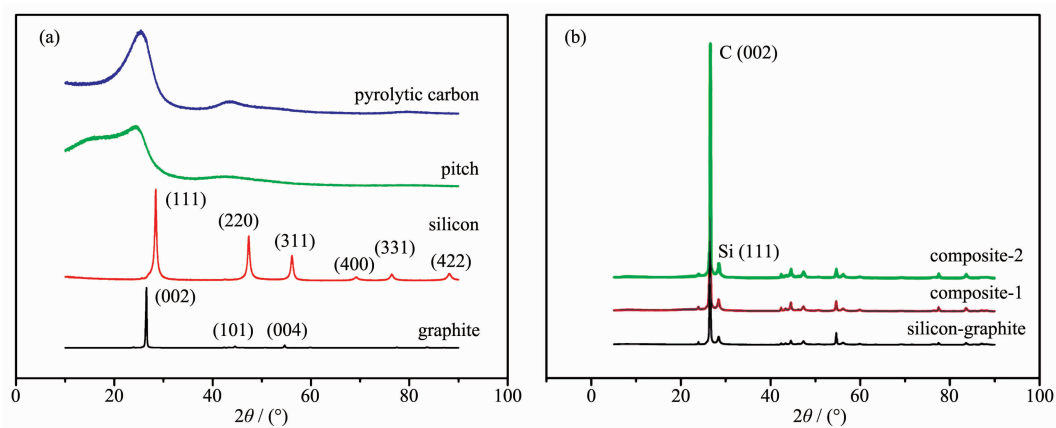 (a)
pyrolytic carbon
pitch
(111)
silicon
(220)
(311)
(400)
(331)
(422)
(002)
(101)
(004)
graphite
0
20
40
60
80
100
2θ / (°)
(b)
C (002)
Si (111)
composite-2
composite-1
silicon-graphite
0
20
40
60
80
100
2θ / (°)